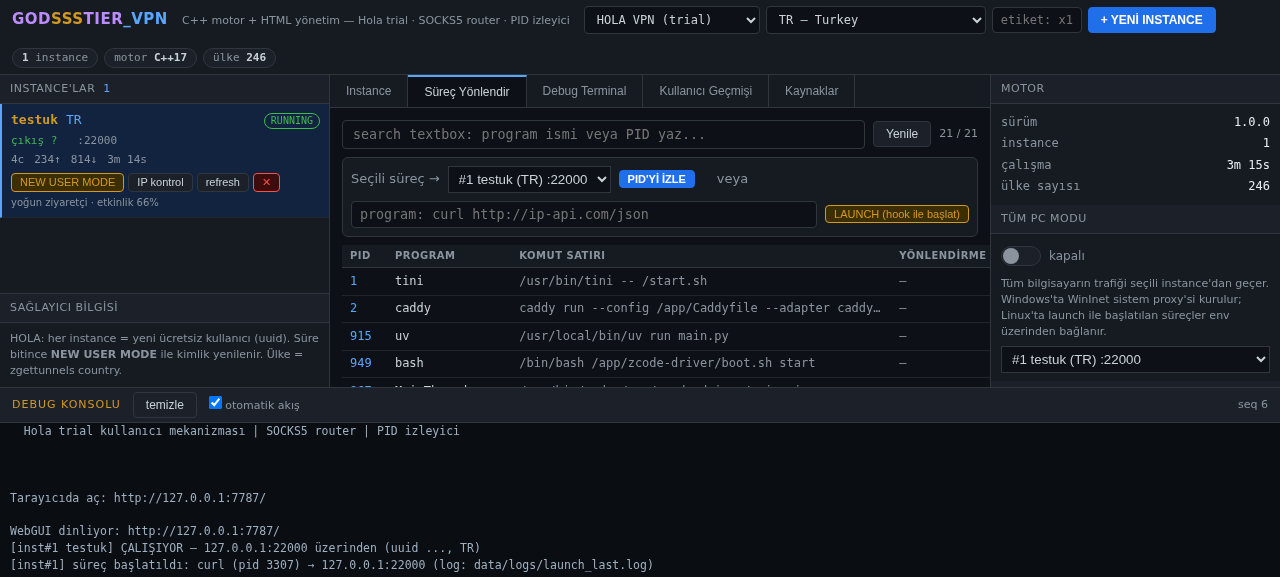 GODSSSTIER_VPN C++ motor + HTML yönetim — Hola trial · SOCKS5 router · PID izleyici HOLA VPN (trial) TR — Turkey etiket: x1 + YENİ INSTANCE
1 instance motor C++17 ülke 246
INSTANCE'LAR 1
testuk TR RUNNING
çıkış ? :22000
4c 234↑ 814↓ 3m 14s
NEW USER MODE IP kontrol refresh ✕
yoğun ziyaretçi · etkinlik 66%
SAĞLAYICI BİLGİSİ
HOLA: her instance = yeni ücretsiz kullanıcı (uuid). Süre
bitince NEW USER MODE ile kimlik yenilenir. Ülke =
zgettunnels country.
Instance Süreç Yönlendir Debug Terminal Kullanıcı Geçmişi Kaynaklar
search textbox: program ismi veya PID yaz... Yenile 21 / 21
Seçili süreç → #1 testuk (TR) :22000 PID'Yİ İZLE veya
program: curl http://ip-api.com/json LAUNCH (hook ile başlat)
PID PROGRAM KOMUT SATIRI YÖNLENDİRME
1 tini /usr/bin/tini -- /start.sh —
2 caddy caddy run --config /app/Caddyfile --adapter caddy… —
915 uv /usr/local/bin/uv run main.py —
949 bash /bin/bash /app/zcode-driver/boot.sh start —
MOTOR
sürüm 1.0.0
instance 1
çalışma 3m 15s
ülke sayısı 246
TÜM PC MODU
kapalı
Tüm bilgisayarın trafiği seçili instance'dan geçer.
Windows'ta WinInet sistem proxy'si kurulur;
Linux'ta launch ile başlatılan süreçler env
üzerinden bağlanır.
#1 testuk (TR) :22000
DEBUG KONSOLU temizle otomatik akış seq 6
Hola trial kullanıcı mekanizması | SOCKS5 router | PID izleyici
Tarayıcıda aç: http://127.0.0.1:7787/
WebGUI dinliyor: http://127.0.0.1:7787/
[inst#1 testuk] ÇALIŞIYOR — 127.0.0.1:22000 üzerinden (uuid ..., TR)
[inst#1] süreç başlatıldı: curl (pid 3307) → 127.0.0.1:22000 (log: data/logs/launch_last.log)